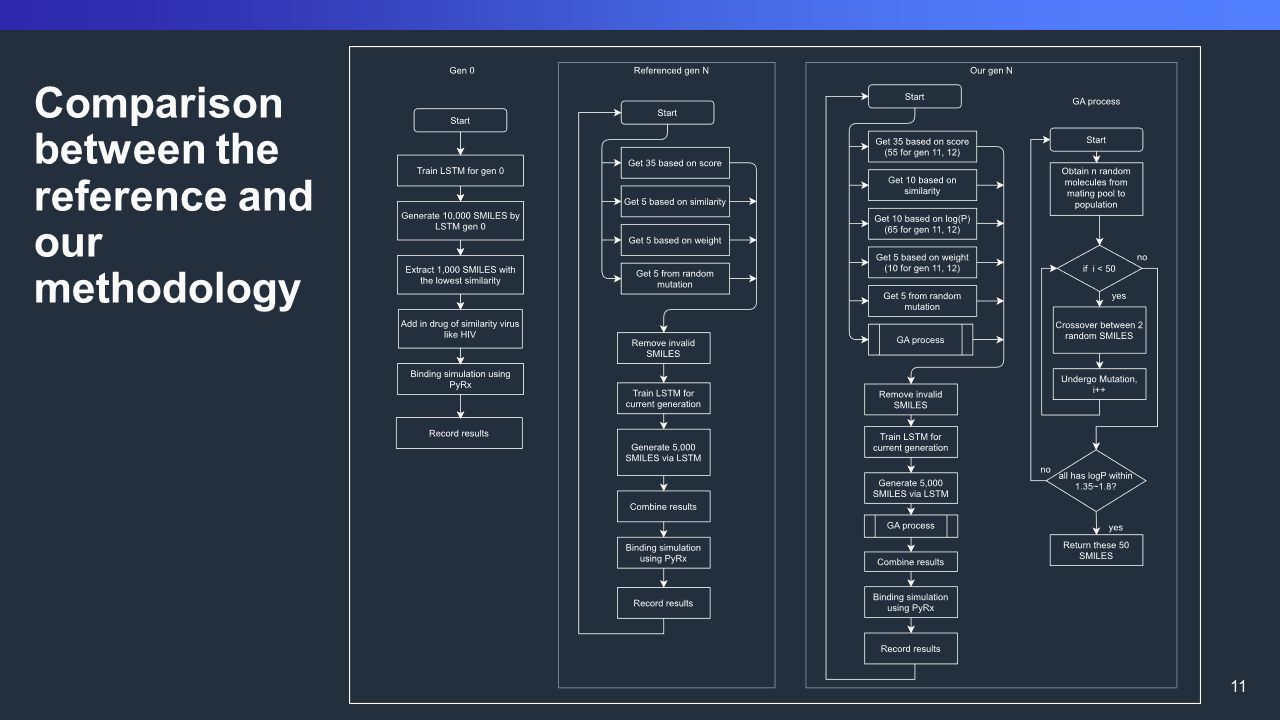 Comparison
between the
reference and
our
methodology
Gen 0
Start
Train LSTM for gen 0
Generate 10,000 SMILES by
LSTM gen 0
Extract 1,000 SMILES with
the lowest similarity
Add in drug of similarity virus
like HIV
Binding simulation using
PyRx
Record results
Referenced gen N
Start
Get 35 based on score
Get 5 based on similarity
Get 5 based on weight
Get 5 from random
mutation
Remove invalid
SMILES
Train LSTM for
current generation
Generate 5,000
SMILES via LSTM
Combine results
Binding simulation
using PyRx
Record results
Our gen N
Start
Get 35 based on score
(55 for gen 11, 12)
Get 10 based on
similarity
Get 10 based on log(P)
(65 for gen 11, 12)
Get 5 based on weight
(10 for gen 11, 12)
Get 5 from random
mutation
GA process
Remove invalid
SMILES
Train LSTM for
current generation
Generate 5,000
SMILES via LSTM
GA process
Combine results
Binding simulation
using PyRx
Record results
GA process
Start
Obtain n random
molecules from
mating pool to
population
if i < 50
no
yes
Crossover between 2
random SMILES
Undergo Mutation,
i++
no
all has logP within
1.35~1.8?
yes
Return these 50
SMILES
11